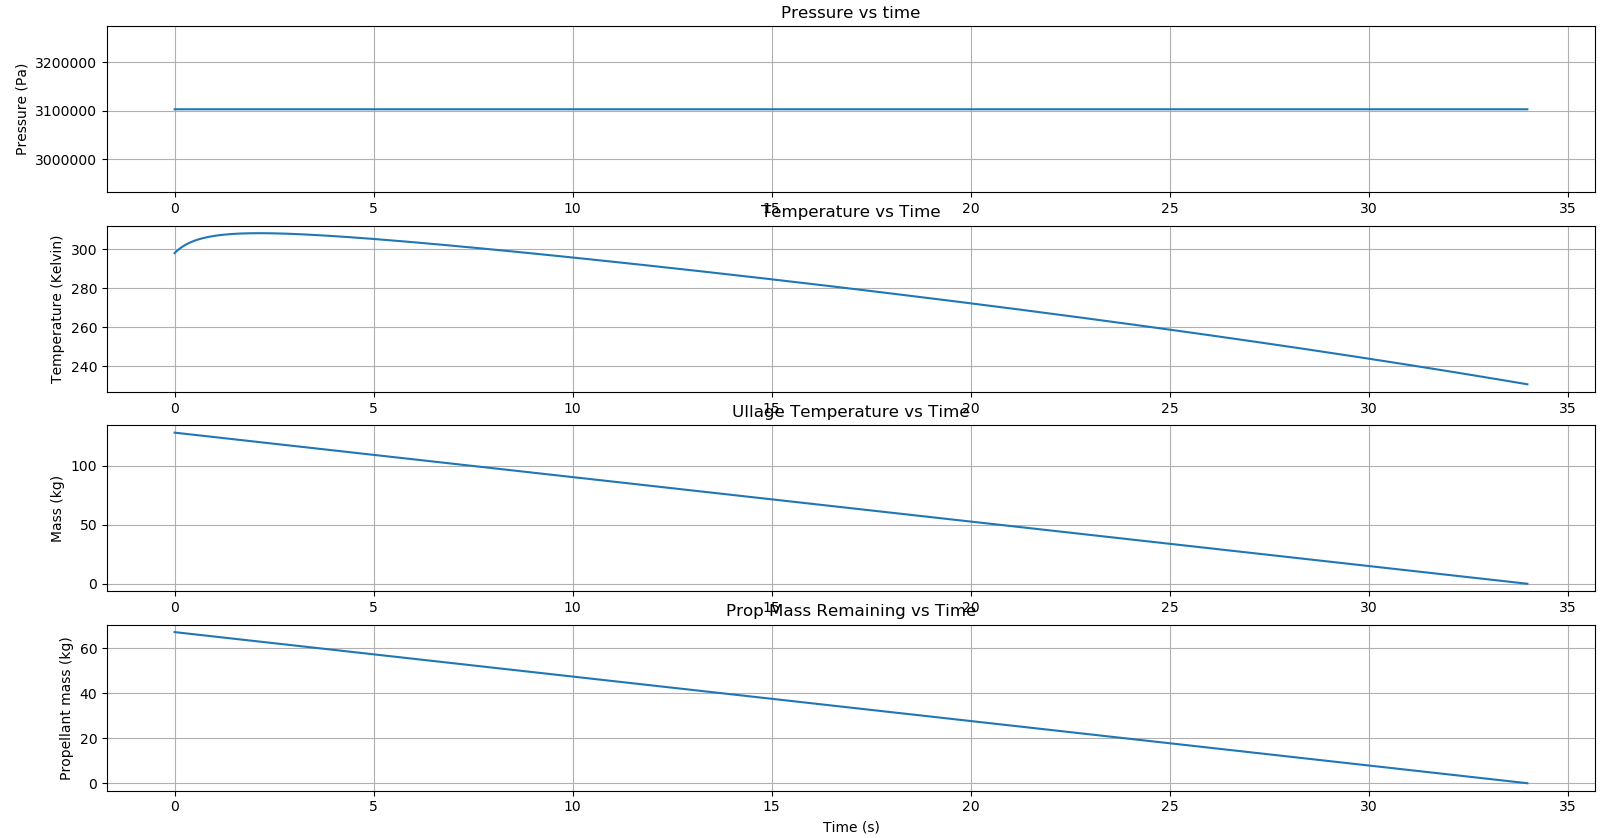 Pressure vs time
Pressure (Pa)
3200000
3100000
3000000
0 5 10 15 20 25 30 35
Temperature vs Time
Temperature (Kelvin)
300
280
260
240
0 5 10 15 20 25 30 35
Ullage Temperature vs Time
Mass (kg)
100
50
0
0 5 10 15 20 25 30 35
Prop Mass Remaining vs Time
Propellant mass (kg)
60
40
20
0
0 5 10 15 20 25 30 35
Time (s)